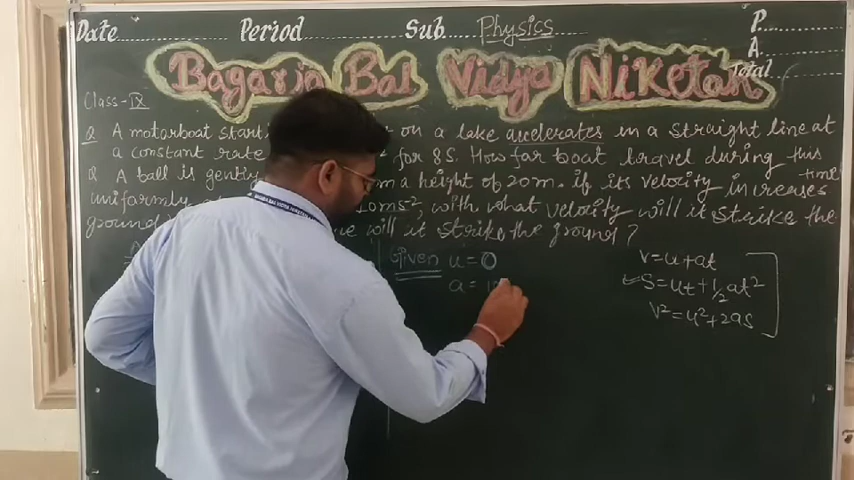 Date Period Sub Physics P
A
Total
Bagaria Bal Vidya Niketan
Class-IX
Q A motorboat start on a lake accelerates in a straight line at
a constant rate for 8S. How far boat travel during this
time
Q A ball is gently m a height of 20m. if its velocity increases
uniformly 10ms-2, with what velocity will it strike the
ground will it strike the ground?
Given u=0
a=
v=u+at
S=ut+1/2at²
v²=u²+2as